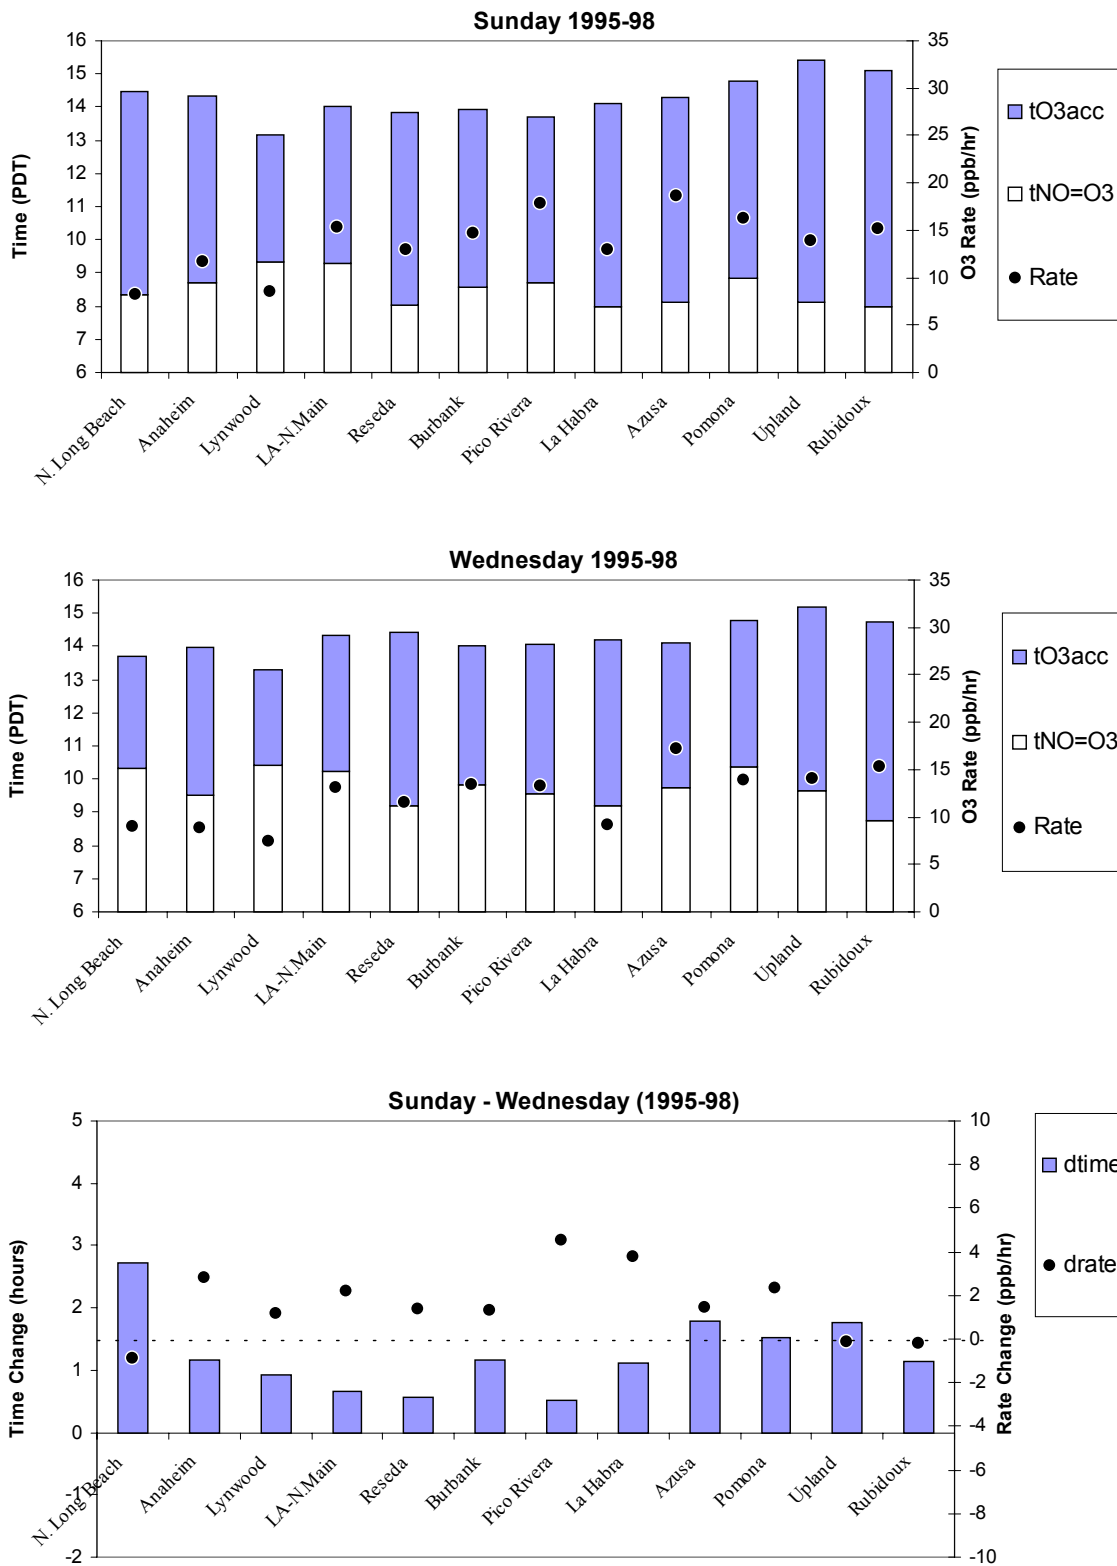 Sunday 1995-98
16
15
14
13
12
11
10
9
8
7
6
Time (PDT)
35
30
25
20
15
10
5
0
O3 Rate (ppb/hr)
N. Long Beach
Anaheim
Lynwood
LA-N.Main
Reseda
Burbank
Pico Rivera
La Habra
Azusa
Pomona
Upland
Rubidoux
tO3acc
tNO=O3
Rate
Wednesday 1995-98
16
15
14
13
12
11
10
9
8
7
6
Time (PDT)
35
30
25
20
15
10
5
0
O3 Rate (ppb/hr)
N. Long Beach
Anaheim
Lynwood
LA-N.Main
Reseda
Burbank
Pico Rivera
La Habra
Azusa
Pomona
Upland
Rubidoux
tO3acc
tNO=O3
Rate
Sunday - Wednesday (1995-98)
5
4
3
2
1
0
-1
-2
Time Change (hours)
10
8
6
4
2
0
-2
-4
-6
-8
-10
Rate Change (ppb/hr)
N. Long Beach
Anaheim
Lynwood
LA-N.Main
Reseda
Burbank
Pico Rivera
La Habra
Azusa
Pomona
Upland
Rubidoux
dtime
drate